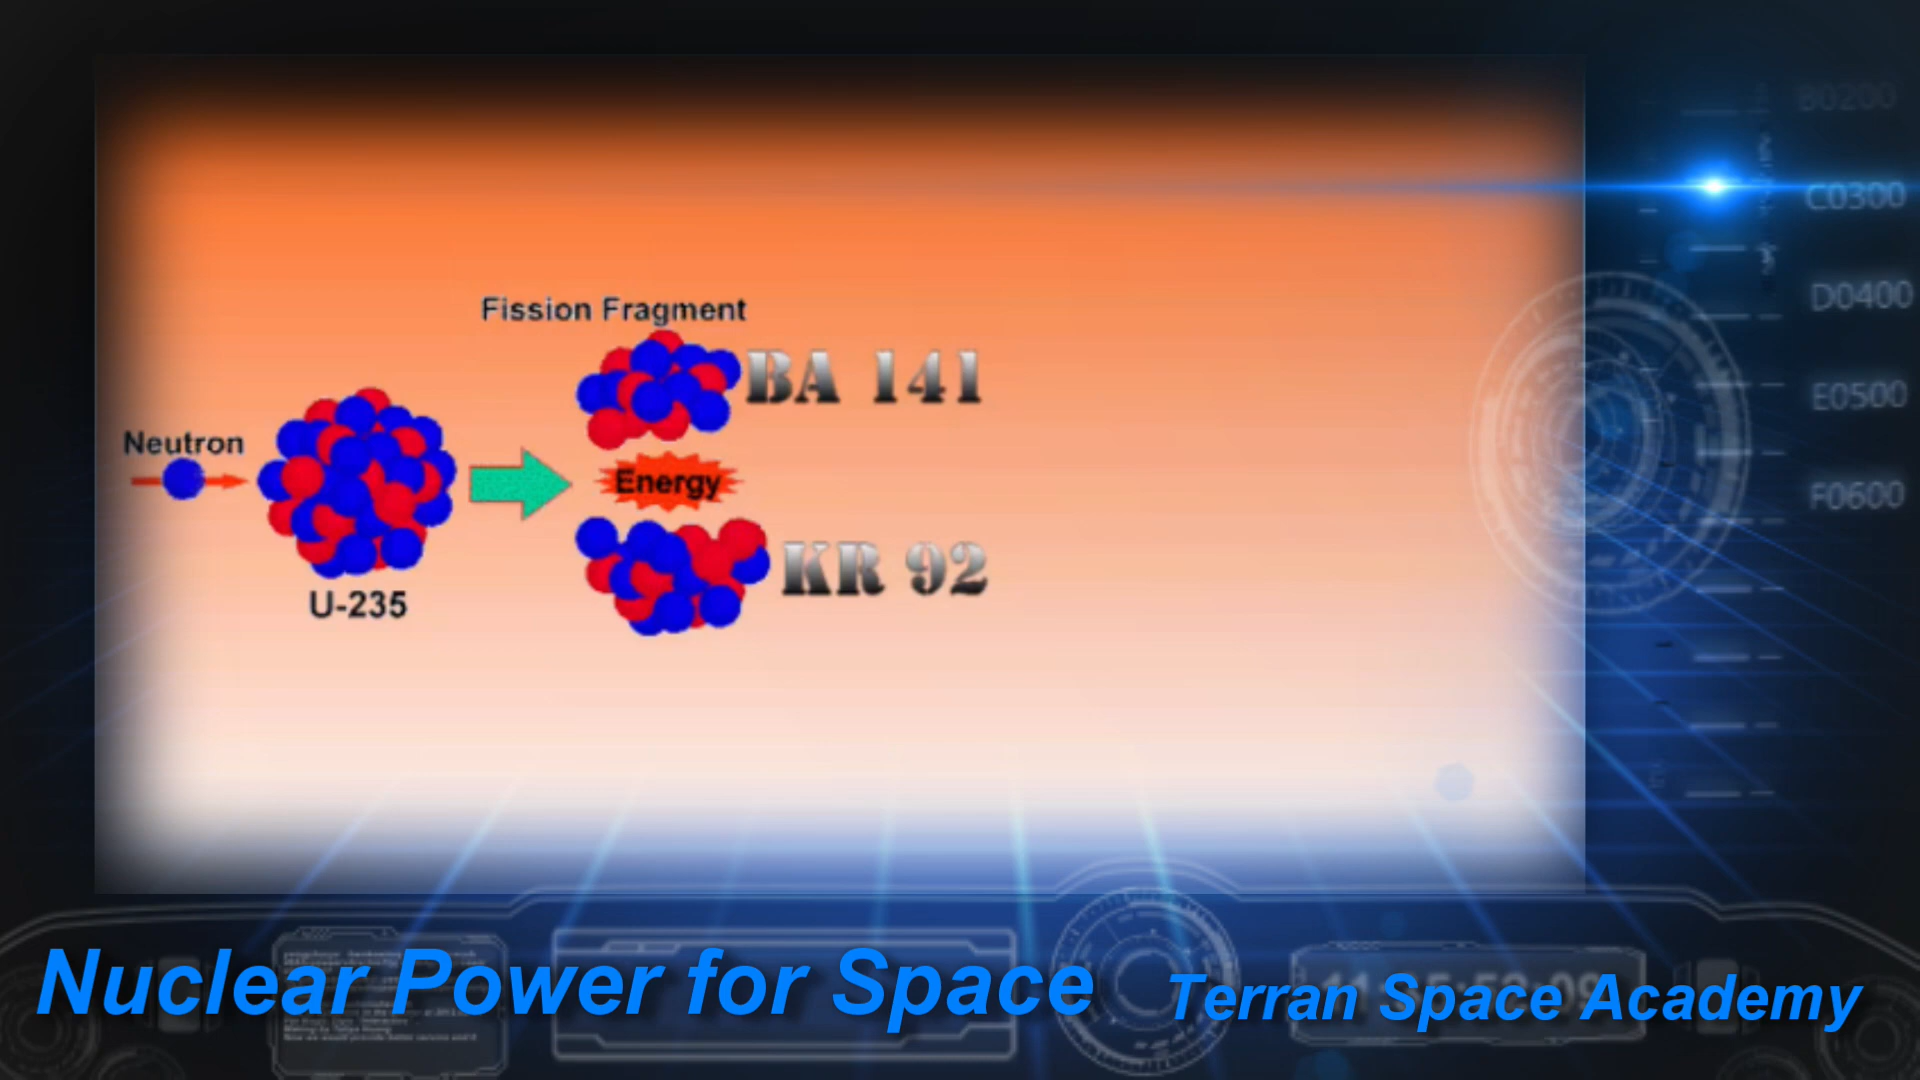 B0200
C0300
D0400
E0500
F0600
Fission Fragment
BA 141
Neutron
Energy
KR 92
U-235
Nuclear Power for Space
Terran Space Academy